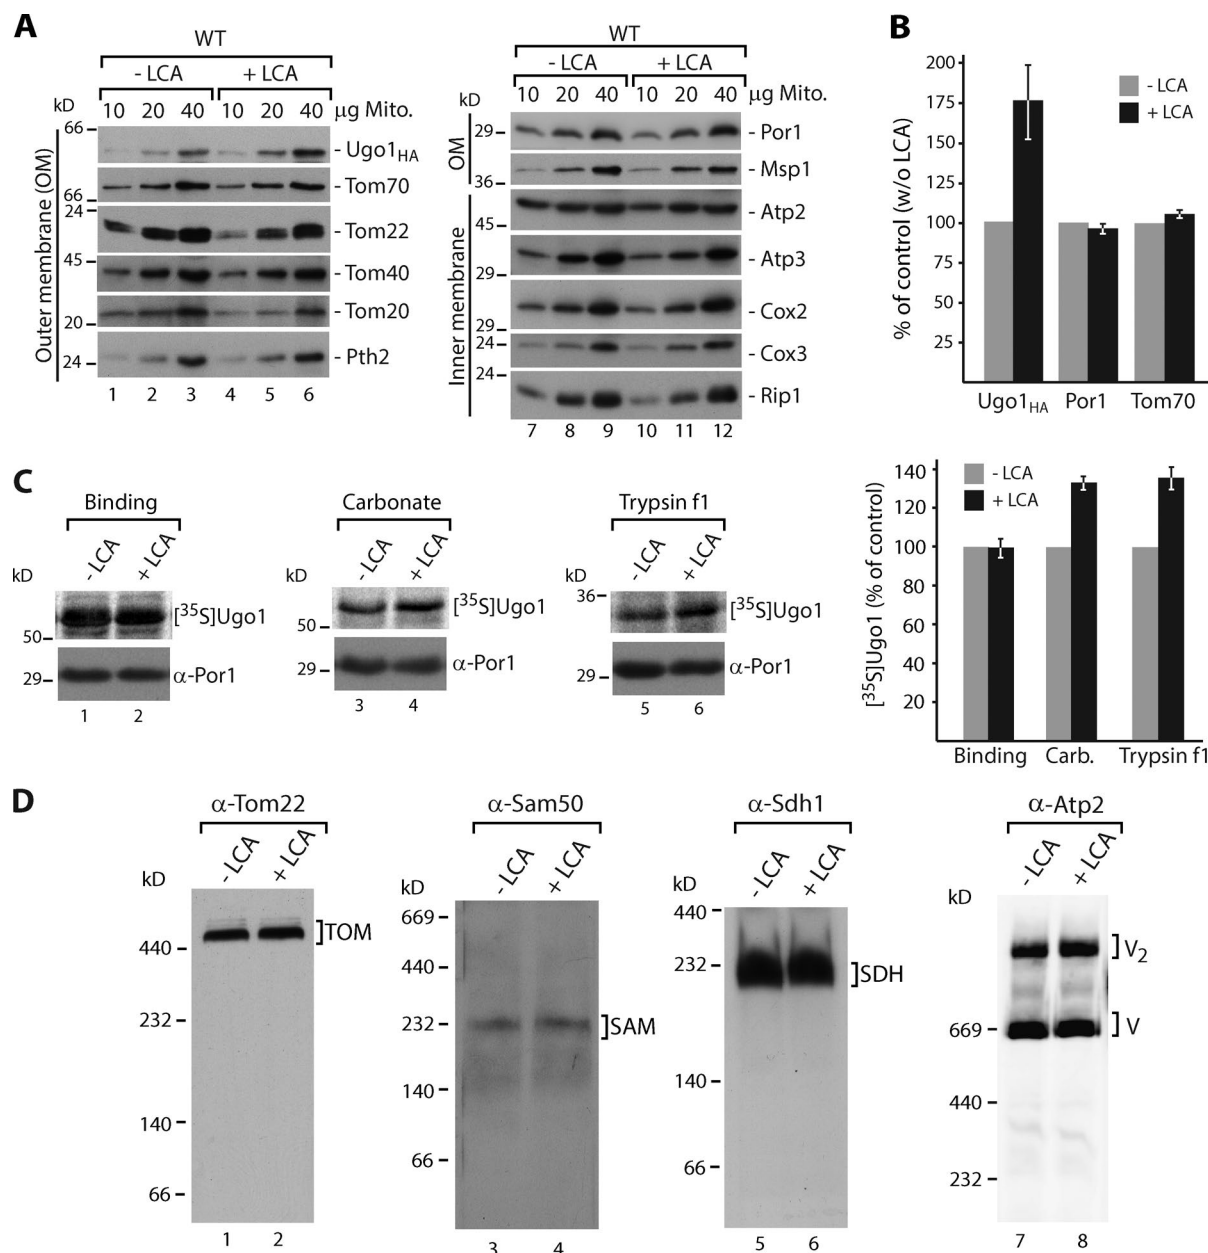 A
WT
- LCA + LCA
kD 10 20 40 10 20 40 μg Mito.
Outer membrane (OM)
66
- Ugo1HA
- Tom70
66
24
- Tom22
45
- Tom40
- Tom20
20
24
- Pth2
1 2 3 4 5 6
WT
- LCA + LCA
kD 10 20 40 10 20 40 μg Mito.
OM
29
- Por1
- Msp1
36
Inner membrane
- Atp2
45
- Atp3
29
- Cox2
29
24
- Cox3
24
- Rip1
7 8 9 10 11 12
B
% of control (w/o LCA)
200
175
150
125
100
75
50
25
- LCA
+ LCA
Ugo1HA Por1 Tom70
C
Binding
- LCA + LCA
kD
[35S]Ugo1
50
29
α-Por1
1 2
Carbonate
- LCA + LCA
kD
[35S]Ugo1
50
29
α-Por1
3 4
Trypsin f1
- LCA + LCA
kD
36
[35S]Ugo1
29
α-Por1
5 6
[35S]Ugo1 (% of control)
140
120
100
80
60
40
20
- LCA
+ LCA
Binding Carb. Trypsin f1
D
α-Tom22
- LCA + LCA
kD
TOM
440
232
140
66
1 2
α-Sam50
- LCA + LCA
kD
669
440
232
SAM
140
66
3 4
α-Sdh1
- LCA + LCA
kD
440
232
SDH
140
66
5 6
α-Atp2
- LCA + LCA
kD
V2
669
V
440
232
7 8